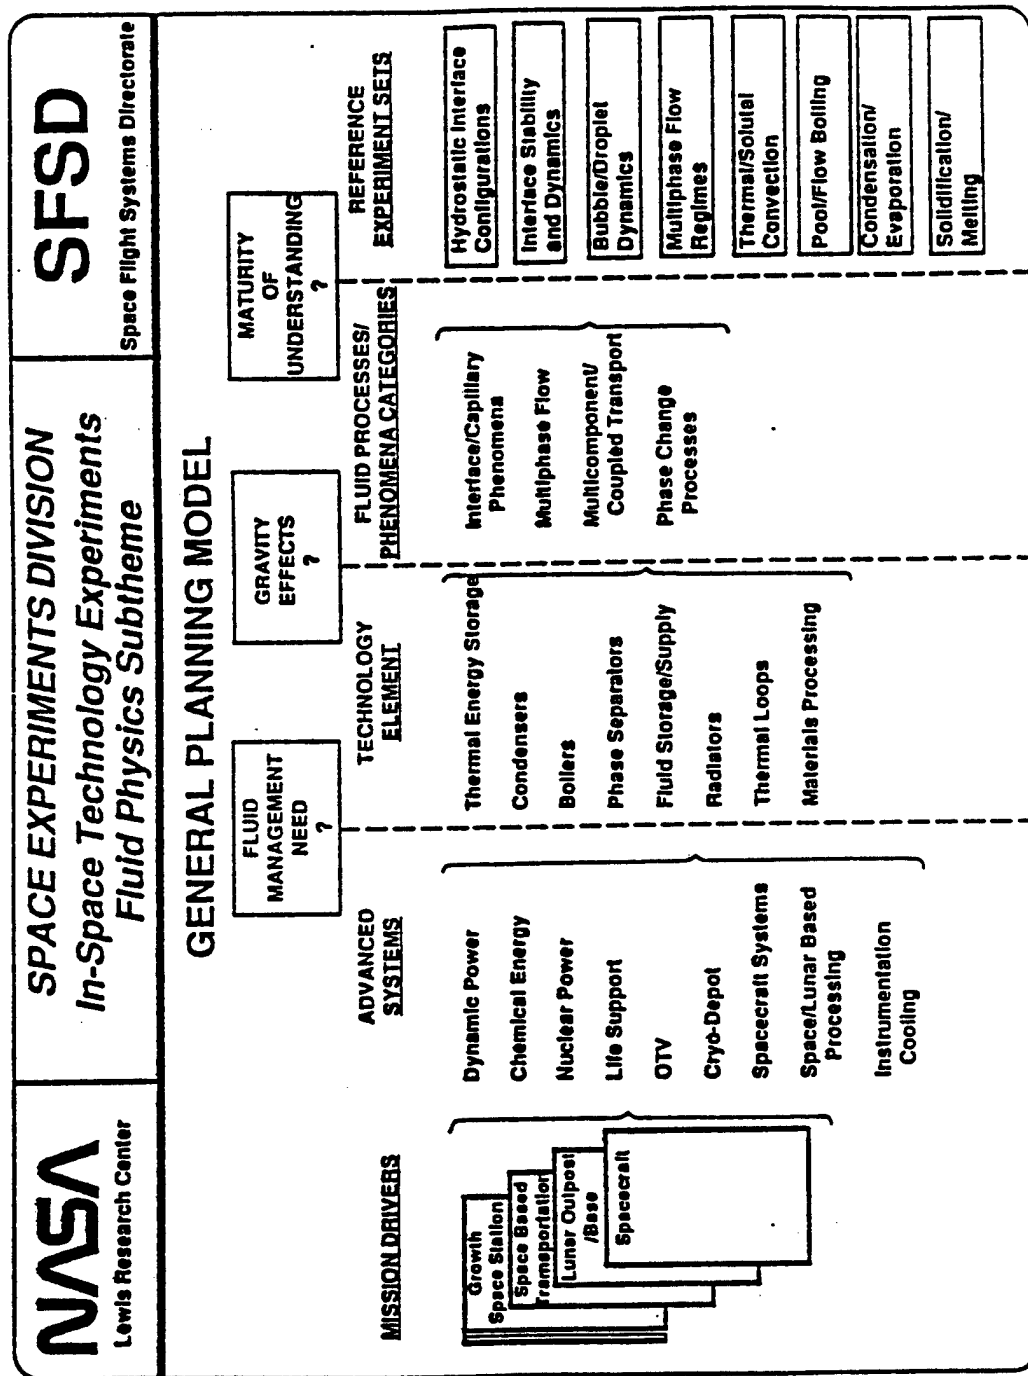 NASA
Lewis Research Center
SPACE EXPERIMENTS DIVISION
In-Space Technology Experiments
Fluid Physics Subtheme
SFSD
Space Flight Systems Directorate
GENERAL PLANNING MODEL
FLUID
MANAGEMENT
NEED
?
GRAVITY
EFFECTS
?
MATURITY
OF
UNDERSTANDING
?
MISSION DRIVERS
Growth
Space Station
Space Based
Transportation
Lunar Outpost
/Base
Spacecraft
ADVANCED
SYSTEMS
Dynamic Power
Chemical Energy
Nuclear Power
Life Support
OTV
Cryo-Depot
Spacecraft Systems
Space/Lunar Based
Processing
Instrumentation
Cooling
TECHNOLOGY
ELEMENT
Thermal Energy Storage
Condensers
Boilers
Phase Separators
Fluid Storage/Supply
Radiators
Thermal Loops
Materials Processing
FLUID PROCESSES/
PHENOMENA CATEGORIES
Interface/Capillary
Phenomena
Multiphase Flow
Multicomponent/
Coupled Transport
Phase Change
Processes
REFERENCE
EXPERIMENT SETS
Hydrostatic Interface
Configurations
Interface Stability
and Dynamics
Bubble/Droplet
Dynamics
Multiphase Flow
Regimes
Thermal/Solutal
Convection
Pool/Flow Boiling
Condensation/
Evaporation
Solidification/
Melting